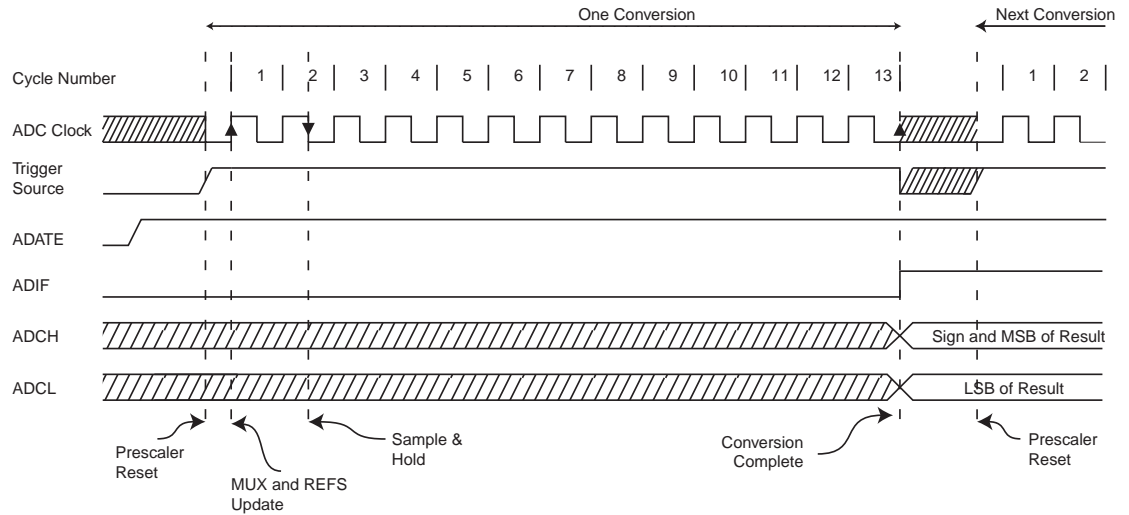 One Conversion
Next Conversion
Cycle Number
1 2 3 4 5 6 7 8 9 10 11 12 13 1 2
ADC Clock
Trigger
Source
ADATE
ADIF
ADCH
Sign and MSB of Result
ADCL
LSB of Result
Prescaler
Reset
MUX and REFS
Update
Sample &
Hold
Conversion
Complete
Prescaler
Reset